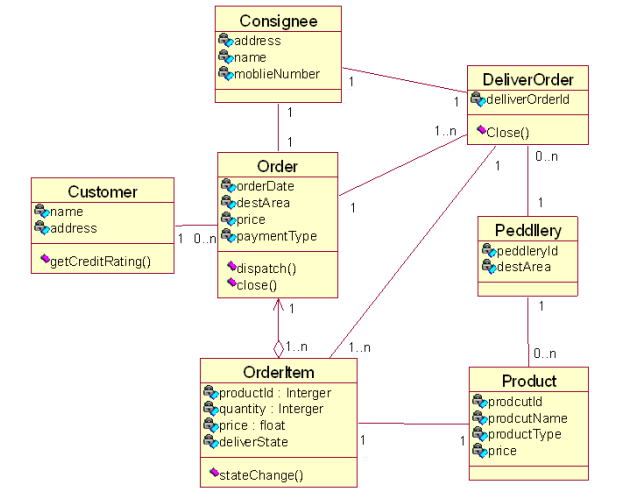 Consignee
address
name
moblieNumber
1
1
DeliverOrder
delliverOrderId
Close()
1
1
1..n
1
1
0..n
Order
orderDate
destArea
price
paymentType
dispatch()
close()
1
Customer
name
address
getCreditRating()
1
0..n
1
Peddllery
peddleryId
destArea
1
1
1..n
1..n
0..n
OrderItem
productId : Interger
quantity : Interger
price : float
deliverState
stateChange()
1
1
Product
prodcutId
prodcutName
productType
price